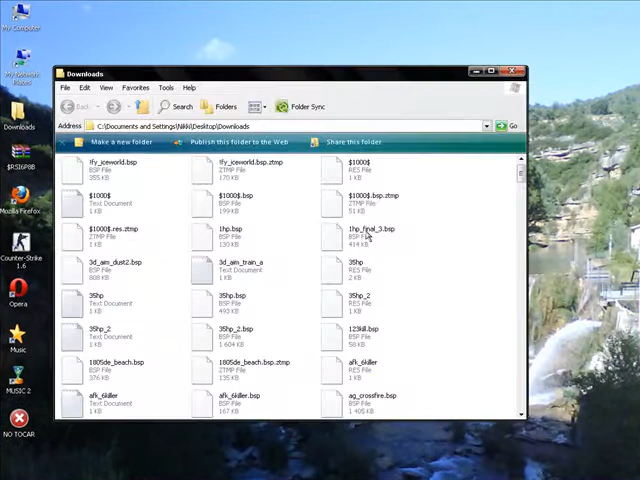 My Computer
My Network
Places
Downloads
$RSI6P8B
Mozilla Firefox
Counter-Strike
1.6
Opera
Music
MUSIC 2
NO TOCAR
Downloads
File Edit View Favorites Tools Help
Back Search Folders Folder Sync
Address C:\Documents and Settings\Nikki\Desktop\Downloads Go
Make a new folder Publish this folder to the Web Share this folder
!fy_iceworld.bsp
BSP File
355 KB
!fy_iceworld.bsp.ztmp
ZTMP File
170 KB
$1000$
RES File
1 KB
$1000$
Text Document
1 KB
$1000$.bsp
BSP File
199 KB
$1000$.bsp.ztmp
ZTMP File
51 KB
$1000$.res.ztmp
ZTMP File
1 KB
1hp.bsp
BSP File
130 KB
1hp_final_3.bsp
BSP File
414 KB
3d_aim_dust2.bsp
BSP File
808 KB
3d_aim_train_a
Text Document
1 KB
35hp
RES File
2 KB
35hp
Text Document
1 KB
35hp.bsp
BSP File
493 KB
35hp_2
RES File
1 KB
35hp_2
Text Document
1 KB
35hp_2.bsp
BSP File
1 604 KB
123kill.bsp
BSP File
58 KB
1805de_beach.bsp
BSP File
376 KB
1805de_beach.bsp.ztmp
ZTMP File
135 KB
afk_6killer
RES File
1 KB
afk_6killer
Text Document
1 KB
afk_6killer.bsp
BSP File
167 KB
ag_crossfire.bsp
BSP File
1 405 KB